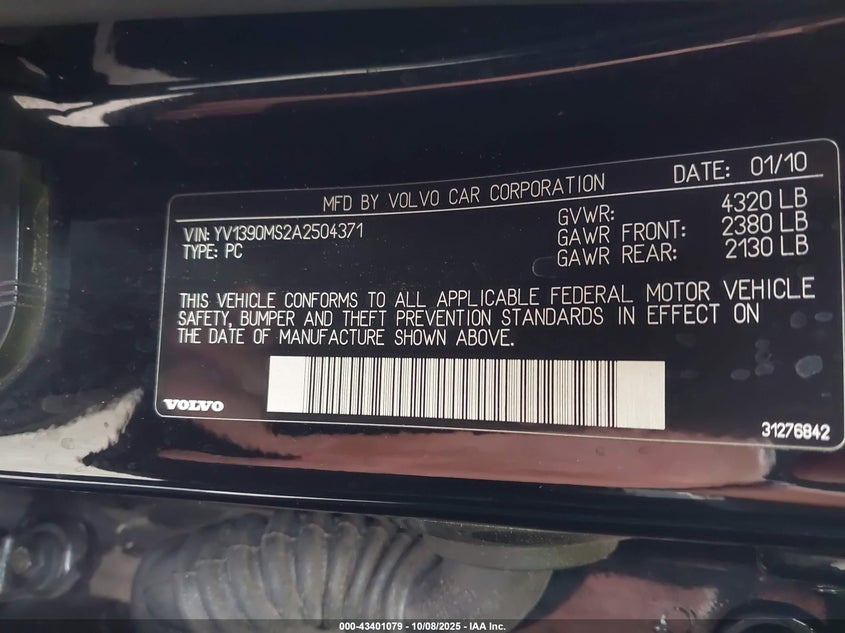 MFD BY VOLVO CAR CORPORATION DATE: 01/10
VIN: YV1390MS2A2504371 GVWR: 4320 LB
TYPE: PC GAWR FRONT: 2380 LB
GAWR REAR: 2130 LB
THIS VEHICLE CONFORMS TO ALL APPLICABLE FEDERAL MOTOR VEHICLE
SAFETY, BUMPER AND THEFT PREVENTION STANDARDS IN EFFECT ON
THE DATE OF MANUFACTURE SHOWN ABOVE.
VOLVO
31276842
000-43401079 - 10/08/2025 - IAA Inc.